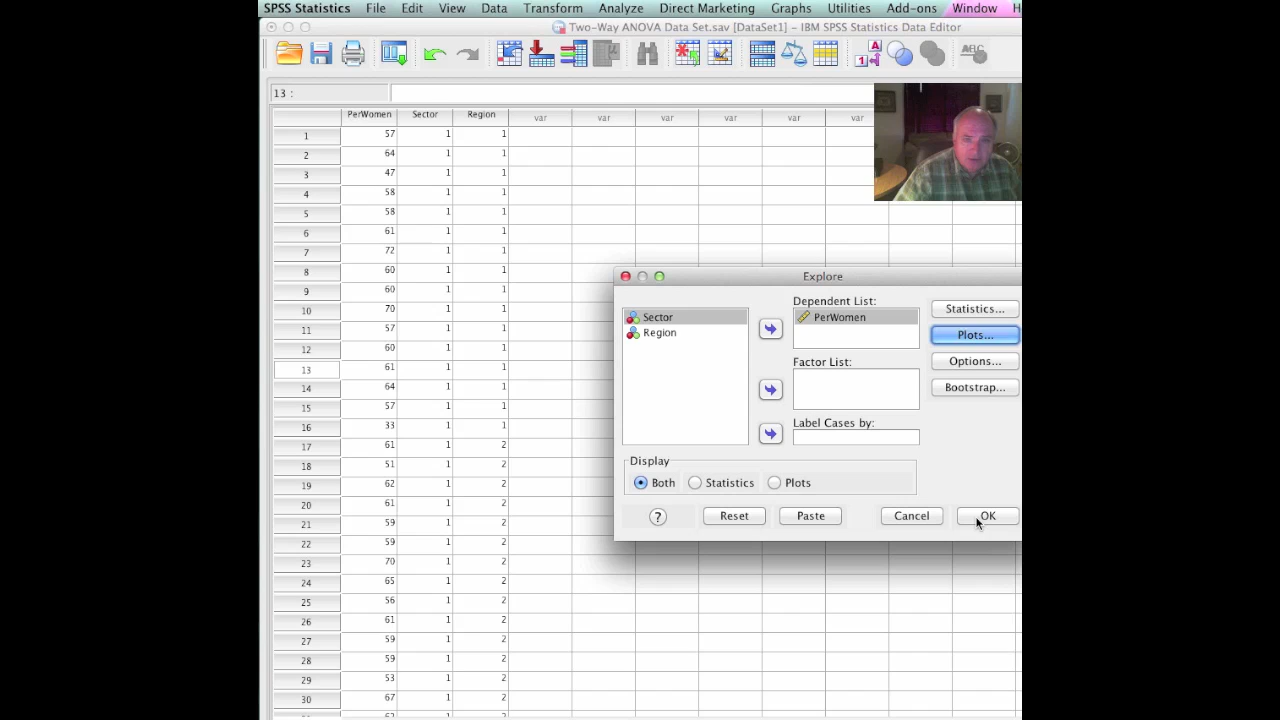 SPSS Statistics File Edit View Data Transform Analyze Direct Marketing Graphs Utilities Add-ons Window H
Two-Way ANOVA Data Set.sav [DataSet1] – IBM SPSS Statistics Data Editor
13 :
PerWomen Sector Region var var var var var var
1 57 1 1
2 64 1 1
3 47 1 1
4 58 1 1
5 58 1 1
6 61 1 1
7 72 1 1
8 60 1 1
9 60 1 1
10 70 1 1
11 57 1 1
12 60 1 1
13 61 1 1
14 64 1 1
15 57 1 1
16 33 1 1
17 61 1 2
18 51 1 2
19 62 1 2
20 61 1 2
21 59 1 2
22 59 1 2
23 70 1 2
24 65 1 2
25 56 1 2
26 61 1 2
27 59 1 2
28 59 1 2
29 53 1 2
30 67 1 2
Explore
Sector
Region
Dependent List:
PerWomen
Factor List:
Label Cases by:
Statistics...
Plots...
Options...
Bootstrap...
Display
Both Statistics Plots
? Reset Paste Cancel OK